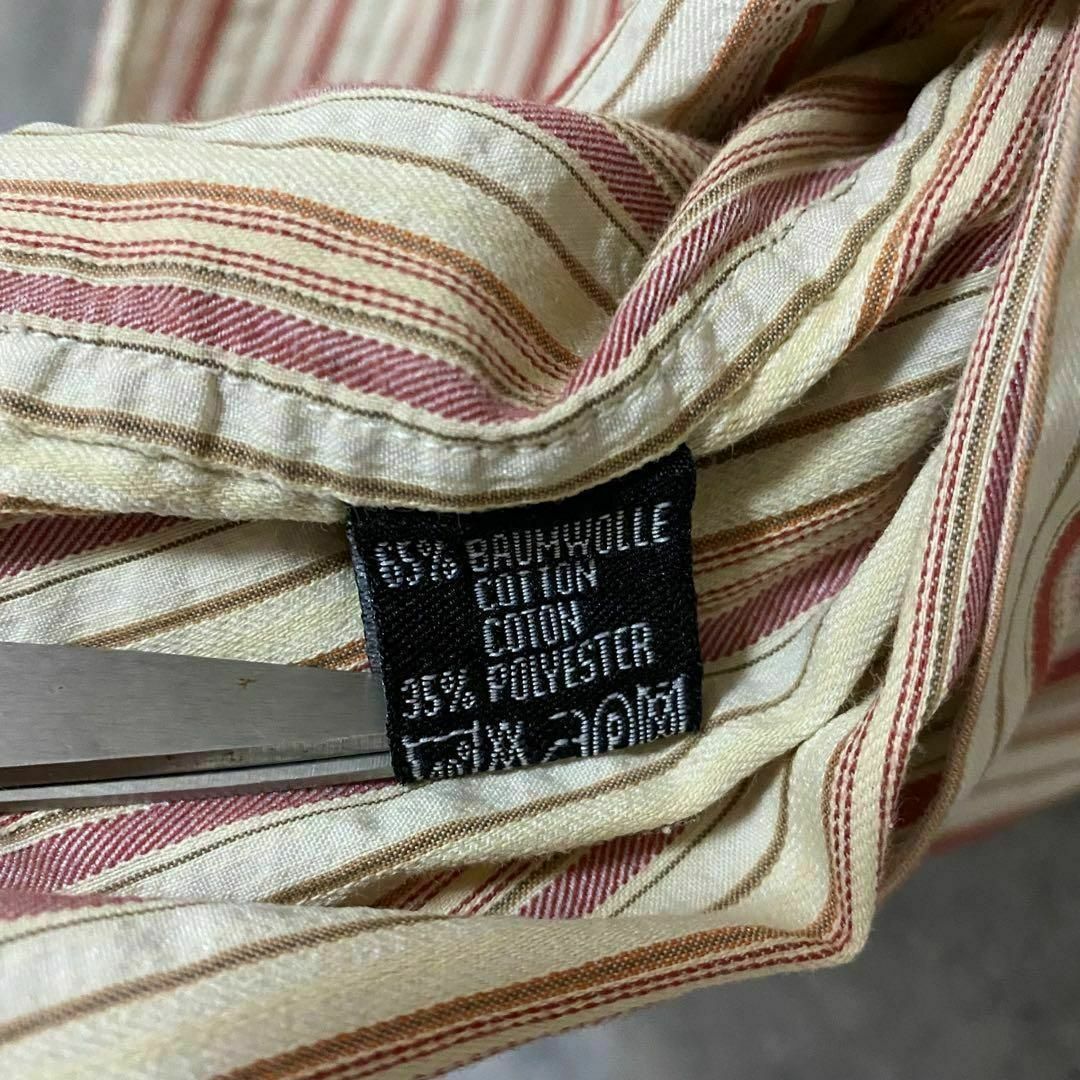 65% BAUMWOLLE
COTTON
COTON
35% POLYESTER